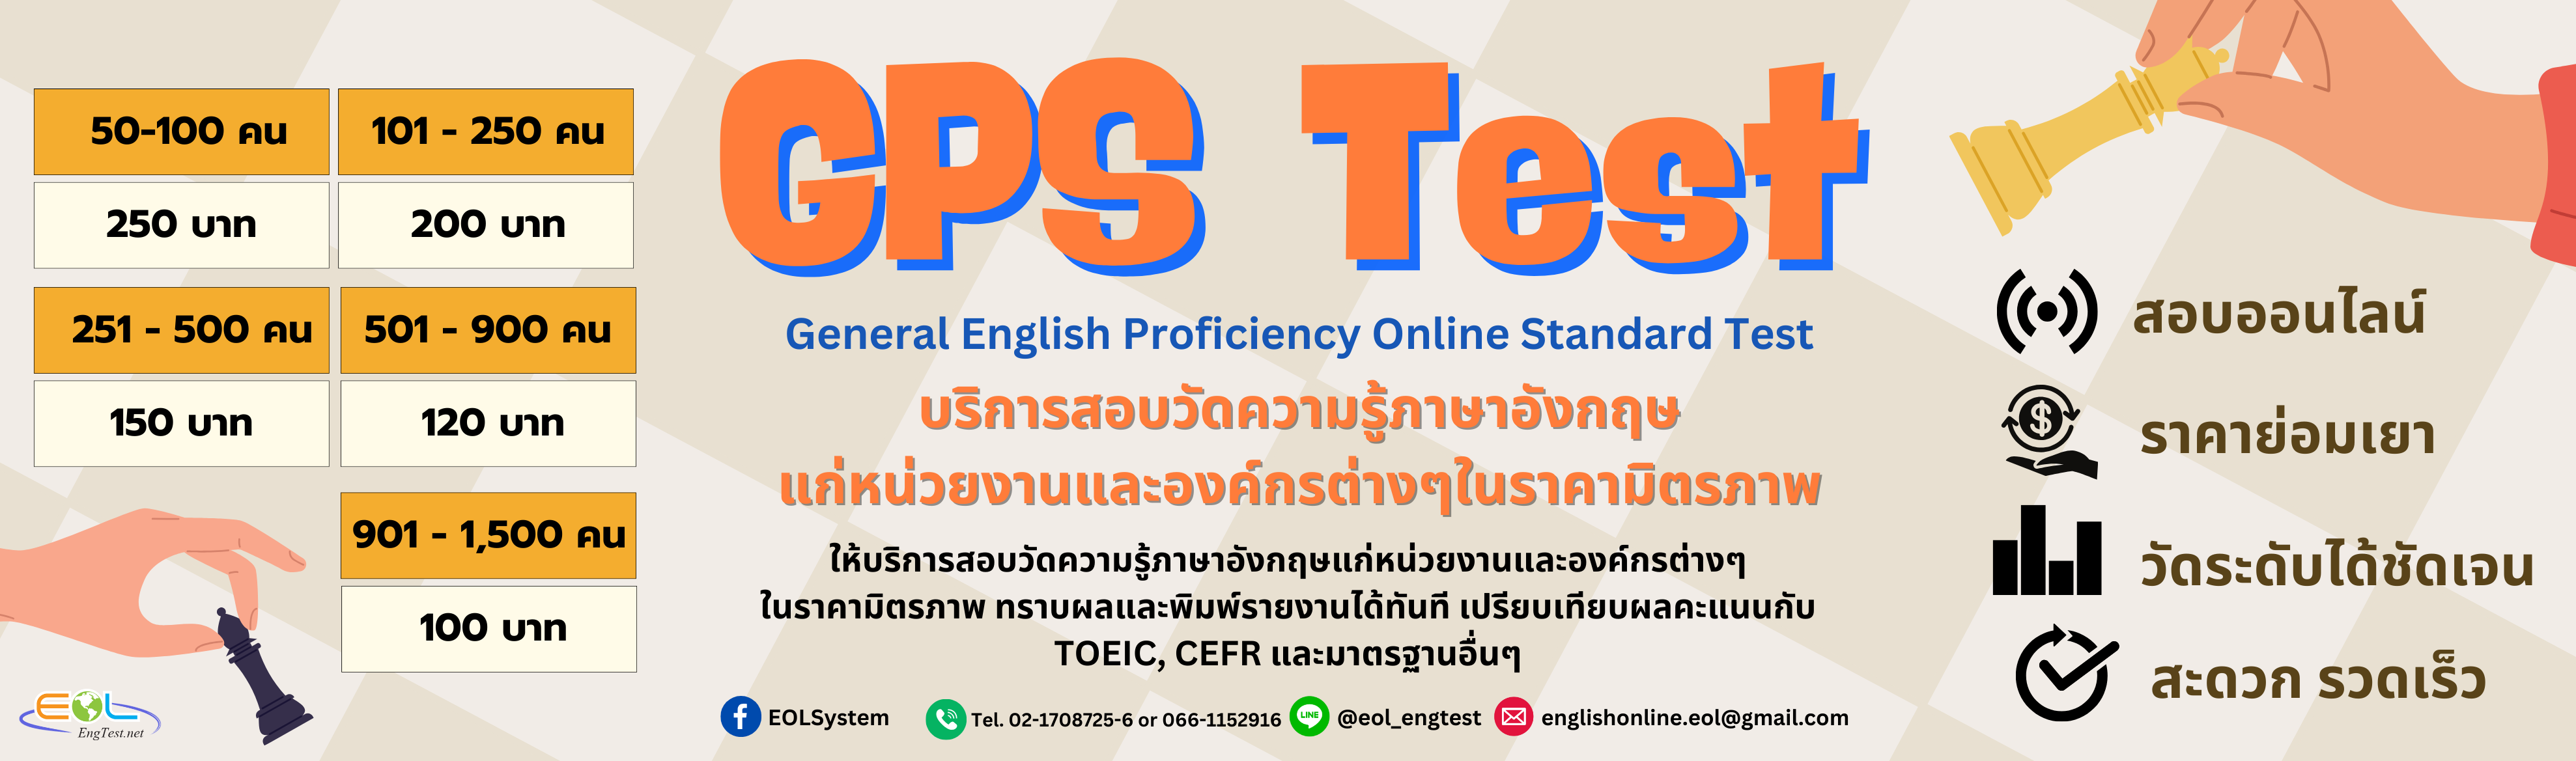 50-100 คน
250 บาท
101 - 250 คน
200 บาท
251 - 500 คน
150 บาท
501 - 900 คน
120 บาท
901 - 1,500 คน
100 บาท
EOL
EngTest.net
GPS Test
General English Proficiency Online Standard Test
บริการสอบวัดความรู้ภาษาอังกฤษ
แก่หน่วยงานและองค์กรต่างๆในราคามิตรภาพ
ให้บริการสอบวัดความรู้ภาษาอังกฤษแก่หน่วยงานและองค์กรต่างๆ
ในราคามิตรภาพ ทราบผลและพิมพ์รายงานได้ทันที เปรียบเทียบผลคะแนนกับ
TOEIC, CEFR และมาตรฐานอื่นๆ
EOLSystem
Tel. 02-1708725-6 or 066-1152916
LINE
@eol_engtest
englishonline.eol@gmail.com
สอบออนไลน์
ราคาย่อมเยา
วัดระดับได้ชัดเจน
สะดวก รวดเร็ว